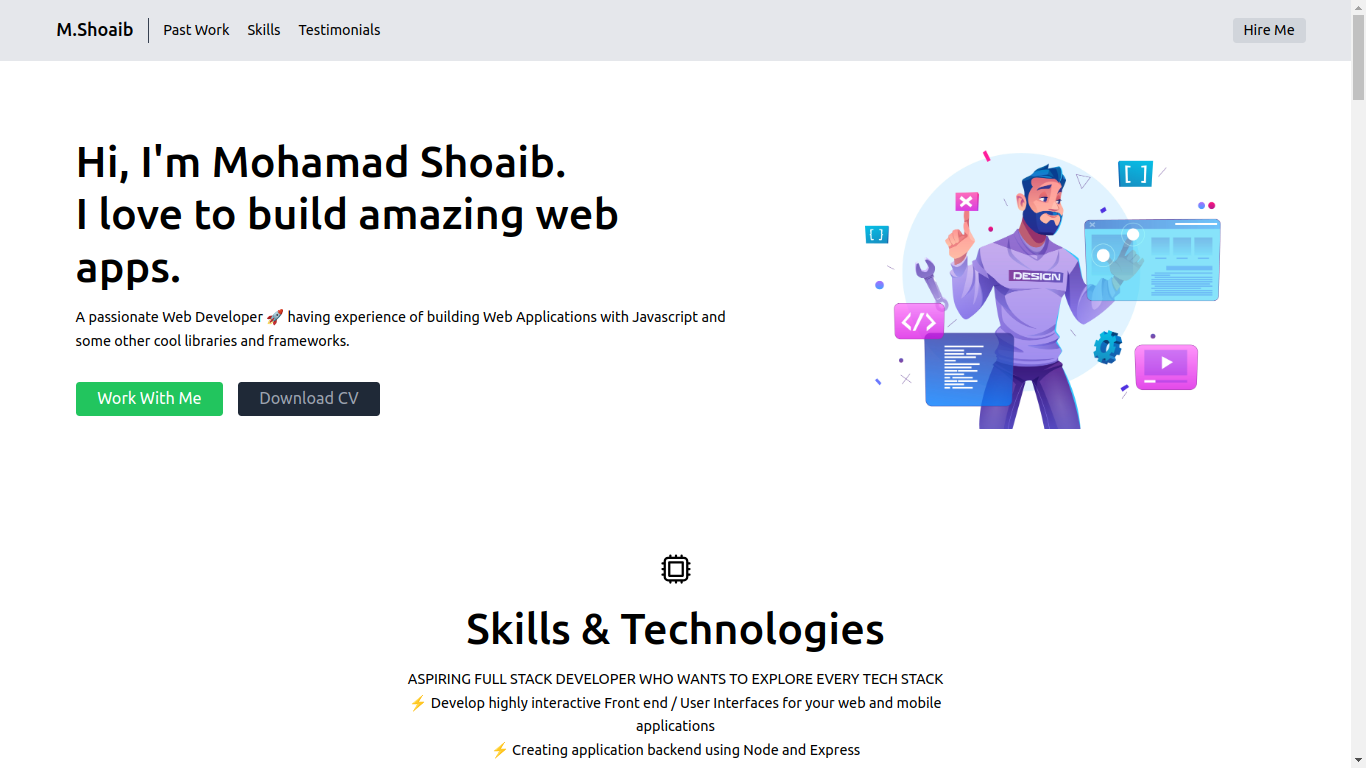 M.Shoaib
Past Work
Skills
Testimonials
Hire Me
Hi, I'm Mohamad Shoaib.
I love to build amazing web
apps.
A passionate Web Developer 🚀 having experience of building Web Applications with Javascript and
some other cool libraries and frameworks.
Work With Me
Download CV
[ ]
{ }
DESIGN
</>
Skills & Technologies
ASPIRING FULL STACK DEVELOPER WHO WANTS TO EXPLORE EVERY TECH STACK
⚡ Develop highly interactive Front end / User Interfaces for your web and mobile
applications
⚡ Creating application backend using Node and Express